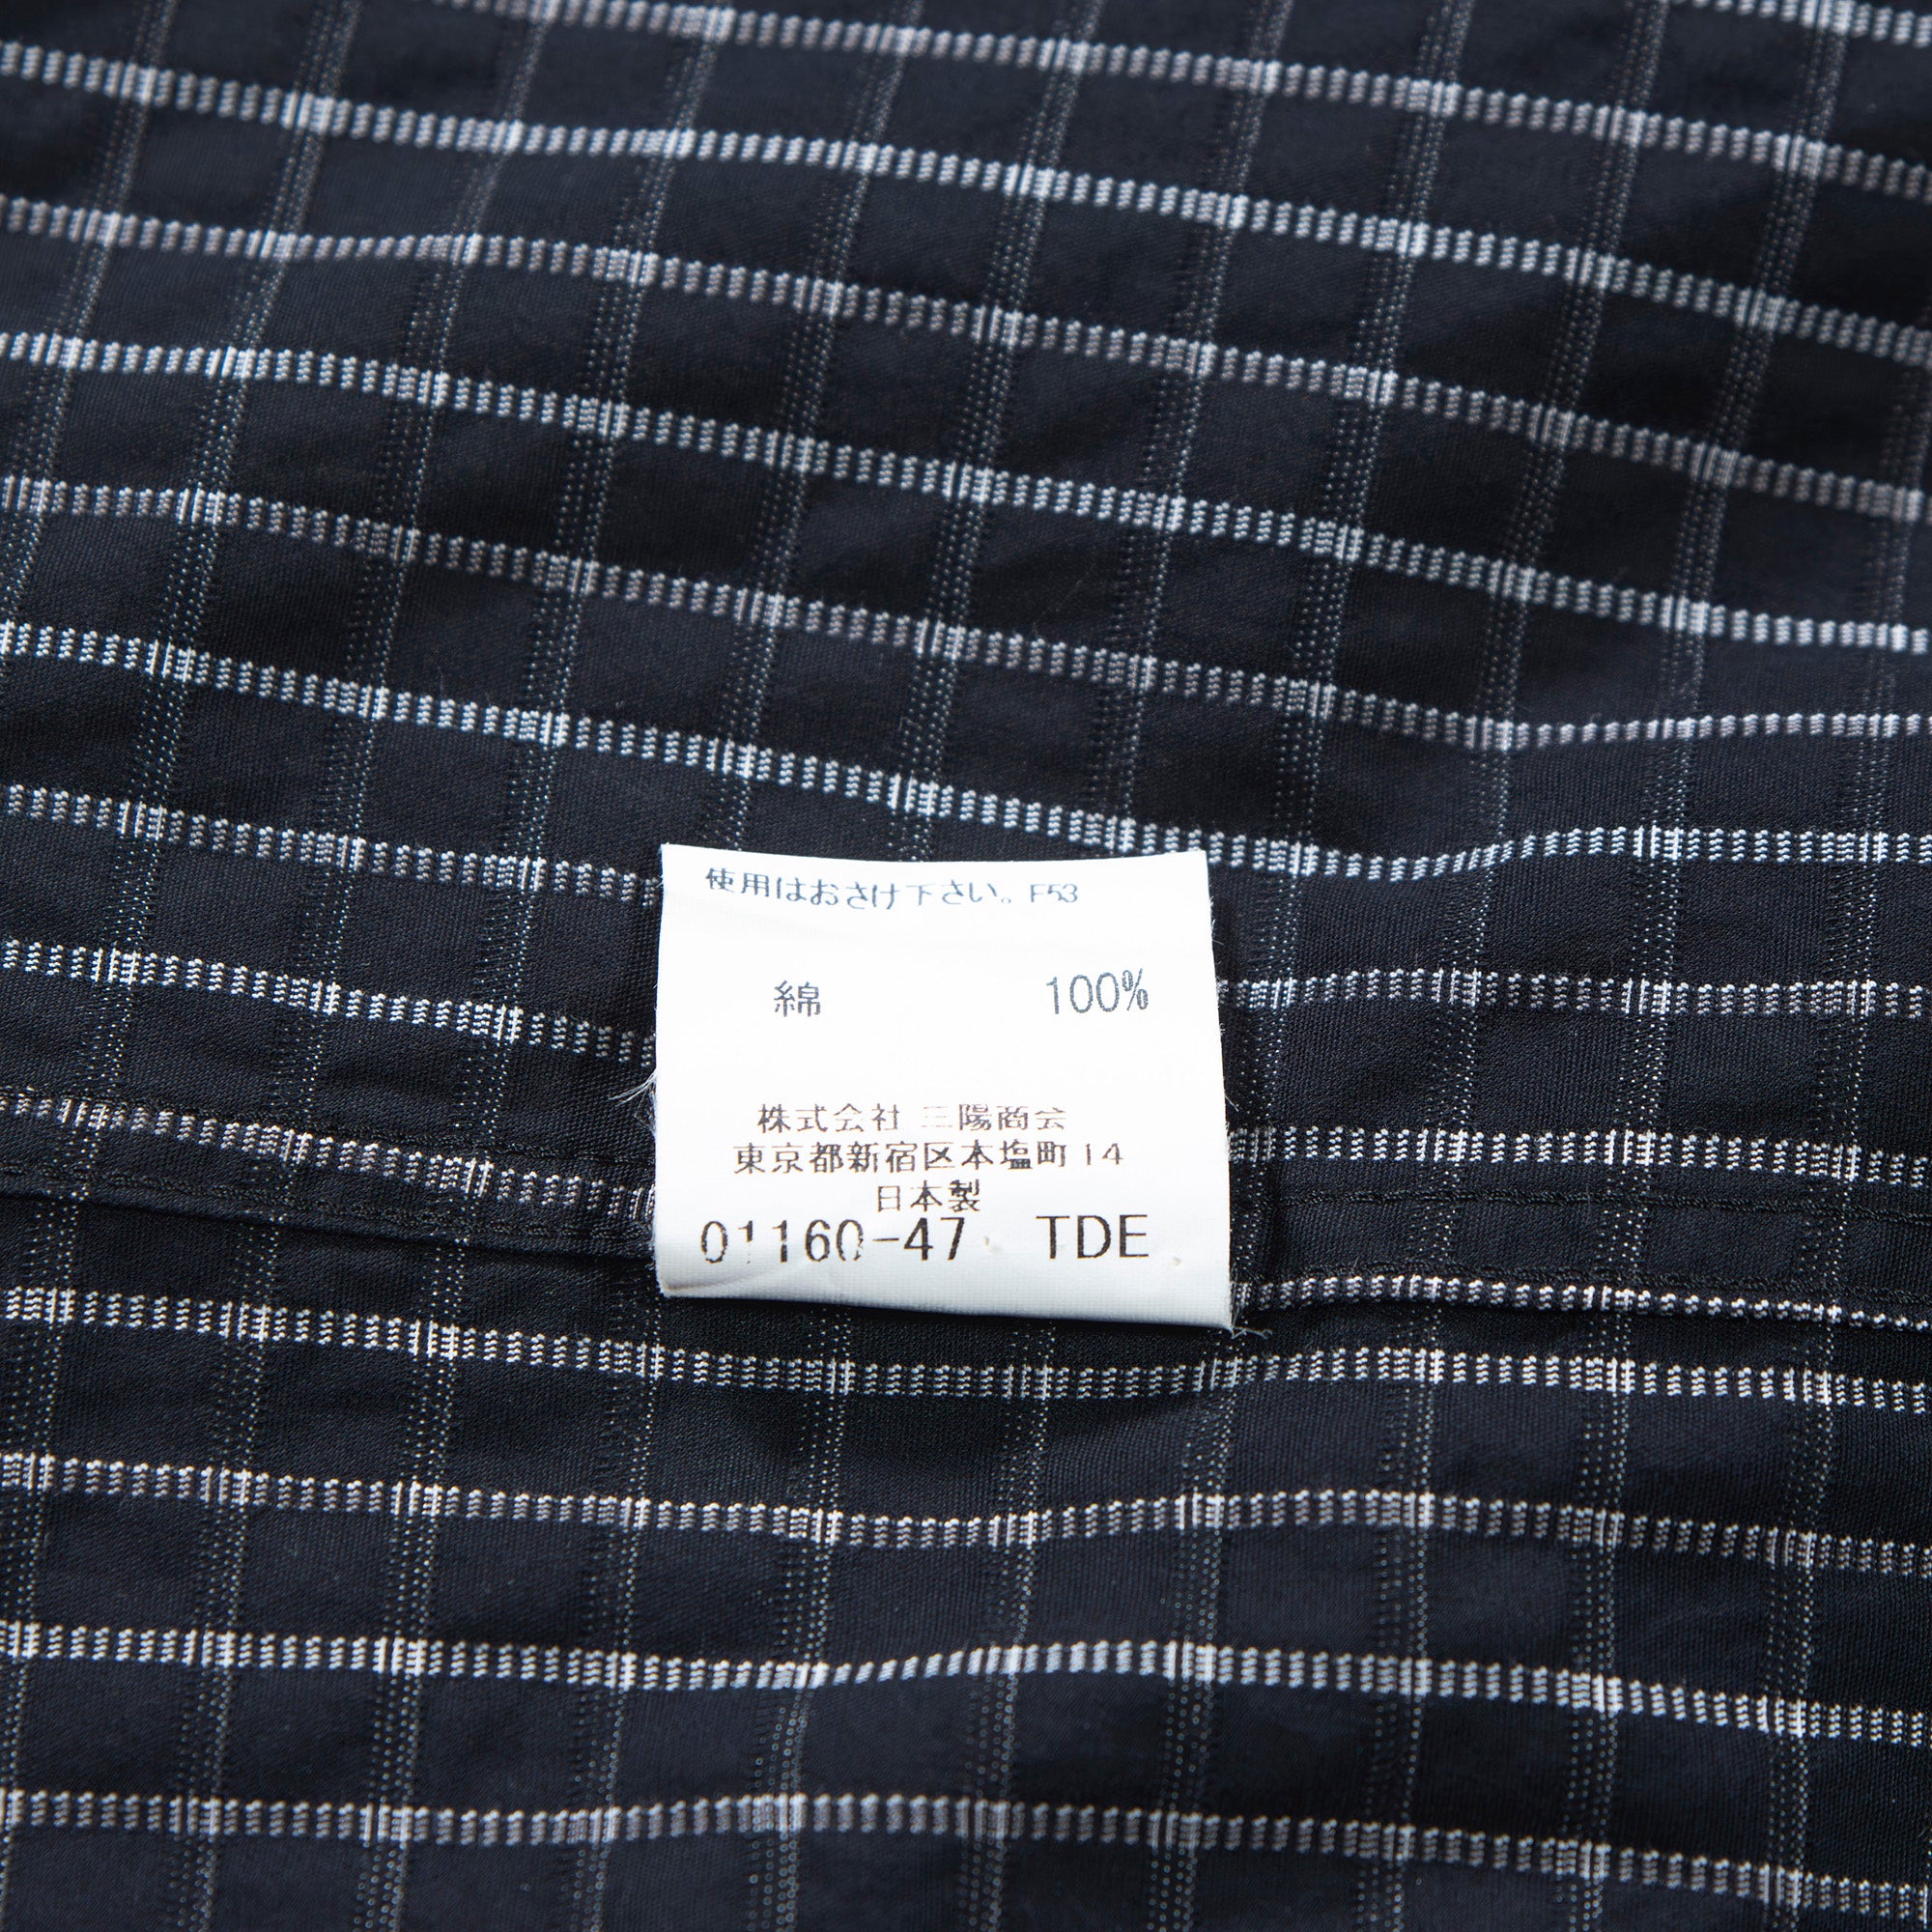 使用はおさけ下さい。F53
綿 100%
株式会社 三陽商会
東京都新宿区本塩町14
日本製
01160-47 TDE